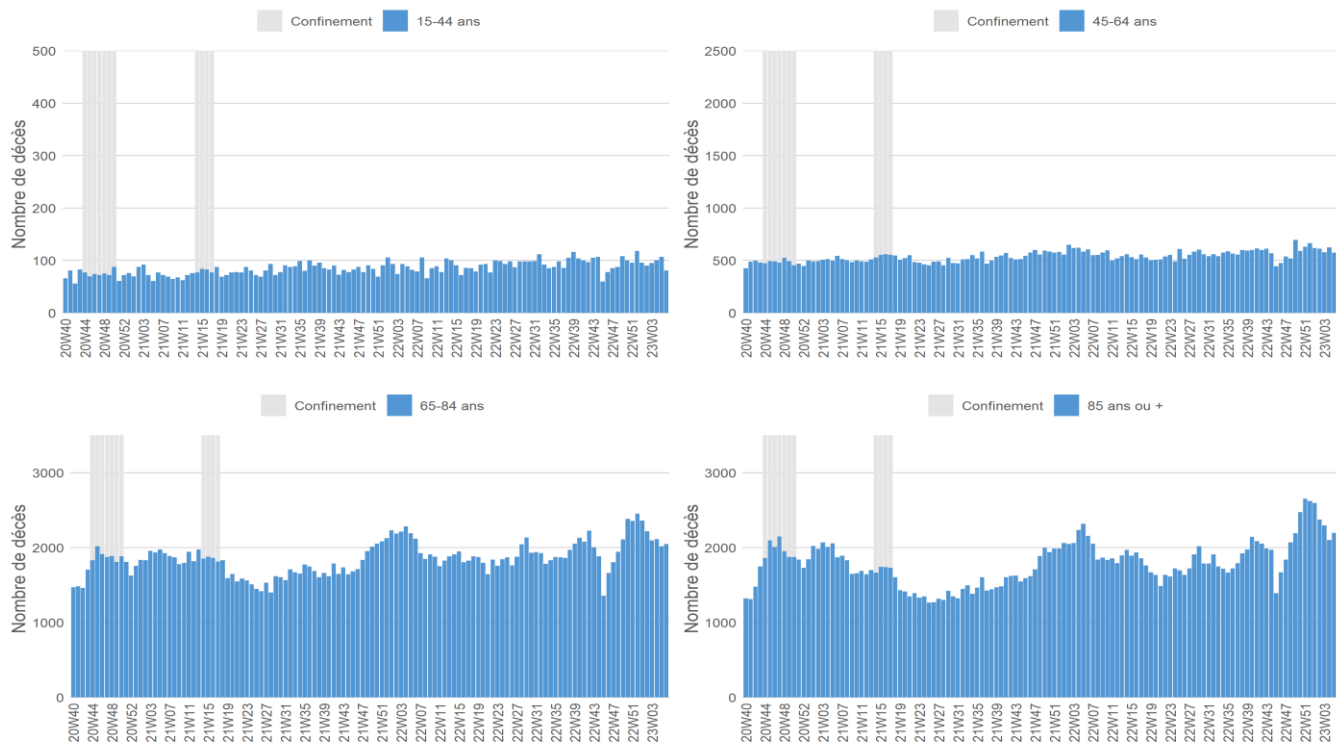 Confinement 15-44 ans
500
400
300
200
100
0
Nombre de décès
20W40 20W44 20W48 20W52 21W03 21W07 21W11 21W15 21W19 21W23 21W27 21W31 21W35 21W39 21W43 21W47 21W51 22W03 22W07 22W11 22W15 22W19 22W23 22W27 22W31 22W35 22W39 22W43 22W47 22W51 23W03
Confinement 45-64 ans
2500
2000
1500
1000
500
0
Nombre de décès
20W40 20W44 20W48 20W52 21W03 21W07 21W11 21W15 21W19 21W23 21W27 21W31 21W35 21W39 21W43 21W47 21W51 22W03 22W07 22W11 22W15 22W19 22W23 22W27 22W31 22W35 22W39 22W43 22W47 22W51 23W03
Confinement 65-84 ans
3000
2000
1000
0
Nombre de décès
20W40 20W44 20W48 20W52 21W03 21W07 21W11 21W15 21W19 21W23 21W27 21W31 21W35 21W39 21W43 21W47 21W51 22W03 22W07 22W11 22W15 22W19 22W23 22W27 22W31 22W35 22W39 22W43 22W47 22W51 23W03
Confinement 85 ans ou +
3000
2000
1000
0
Nombre de décès
20W40 20W44 20W48 20W52 21W03 21W07 21W11 21W15 21W19 21W23 21W27 21W31 21W35 21W39 21W43 21W47 21W51 22W03 22W07 22W11 22W15 22W19 22W23 22W27 22W31 22W35 22W39 22W43 22W47 22W51 23W03